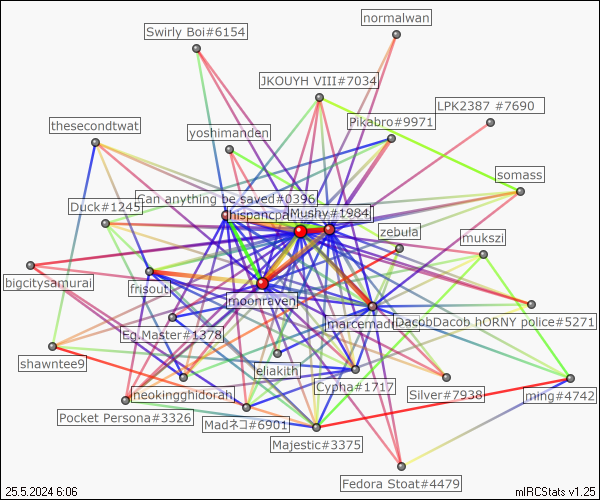 normalwan
Swirly Boi#6154
JKOUYH VIII#7034
LPK2387 #7690
Pikabro#9971
thesecondtwat
yoshimanden
somass
Can anything be saved#0396
Duck#1245
hispancpa
Mushy#1984
zebula
mukszi
bigcitysamurai
frisouti
moonraven
marcemadu
DacobDacob hORNY police#5271
Eg.Master#1378
shawntee9
eliakith
Cypha#1717
neokingghidorah
Silver#7938
ming#4742
Pocket Persona#3326
Madネコ#6901
Majestic#3375
Fedora Stoat#4479
25.5.2024 6:06
mIRCStats v1.25